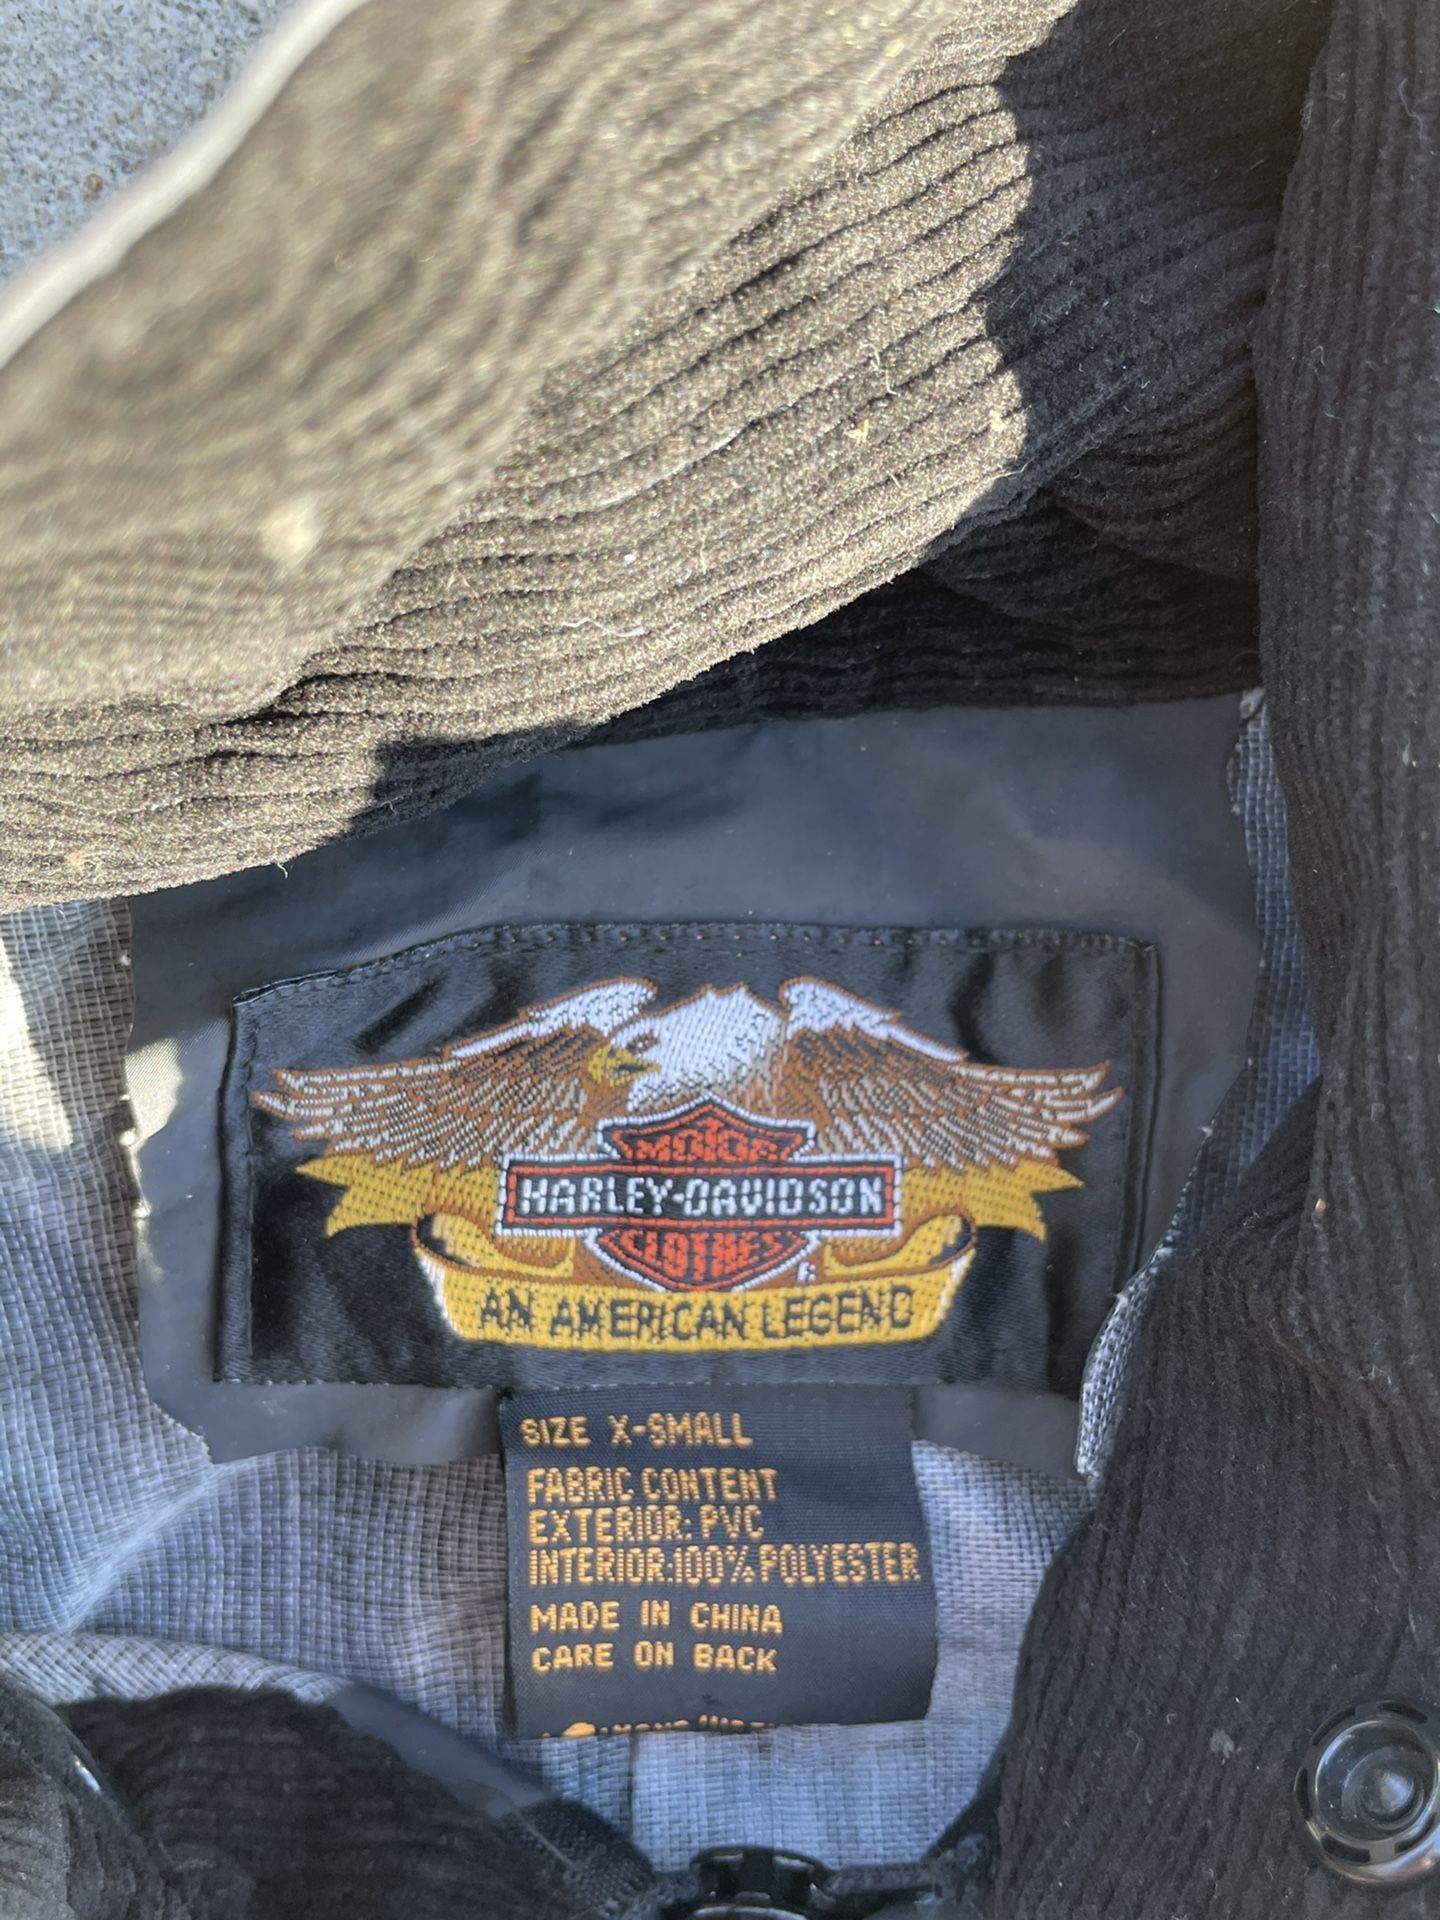 MOTOR
HARLEY-DAVIDSON
CLOTHES
®
AN AMERICAN LEGEND
SIZE X-SMALL
FABRIC CONTENT
EXTERIOR: PVC
INTERIOR:100% POLYESTER
MADE IN CHINA
CARE ON BACK